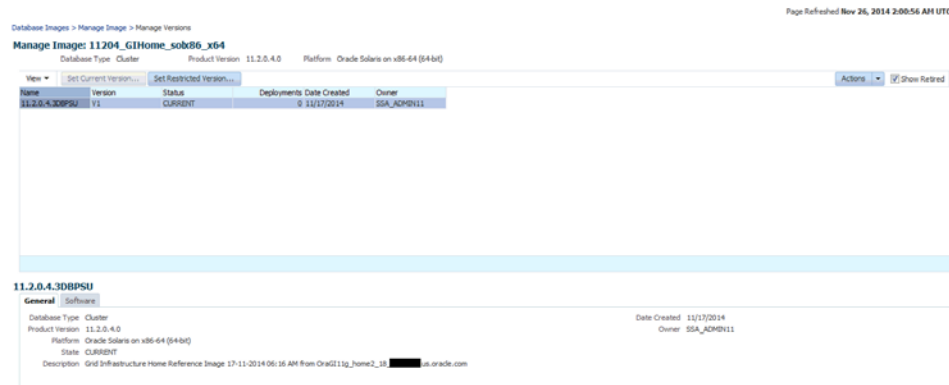 Page Refreshed Nov 26, 2014 2:00:56 AM UTC
Database Images > Manage Image > Manage Versions
Manage Image: 11204_GIHome_solx86_x64
Database Type Cluster Product Version 11.2.0.4.0 Platform Oracle Solaris on x86-64 (64-bit)
View Set Current Version... Set Restricted Version... Actions Show Retired
Name Version Status Deployments Date Created Owner
11.2.0.4.3DBPSU V1 CURRENT 0 11/17/2014 SSA_ADMIN11
11.2.0.4.3DBPSU
General Software
Database Type Cluster Date Created 11/17/2014
Product Version 11.2.0.4.0 Owner SSA_ADMIN11
Platform Oracle Solaris on x86-64 (64-bit)
State CURRENT
Description Grid Infrastructure Home Reference Image 17-11-2014 06:16 AM from OraGI11g_home2_18_ us.oracle.com